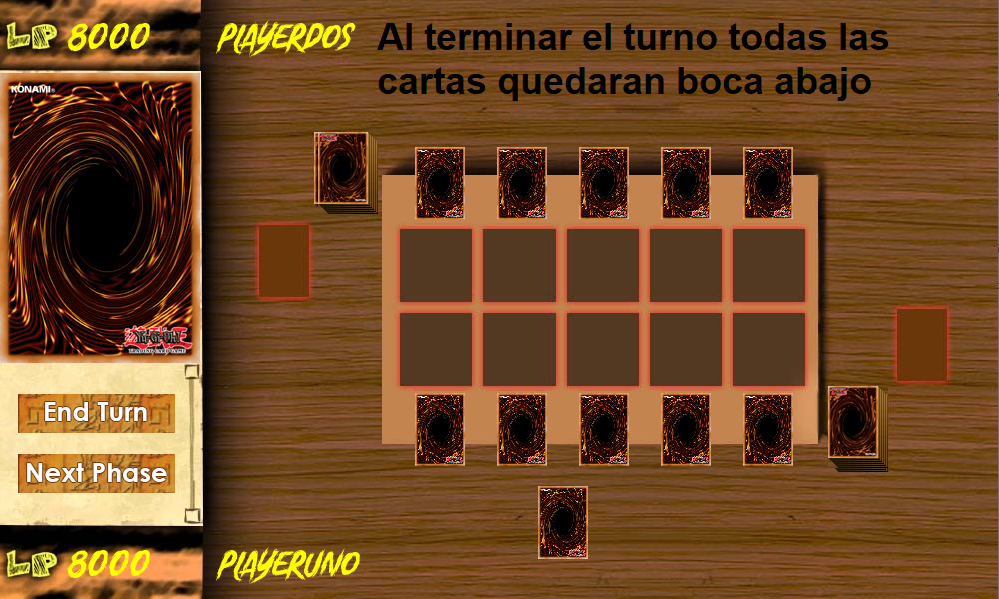 LP 8000
PLAYERDOS
Al terminar el turno todas las
cartas quedaran boca abajo
KONAMI
YU-GI-OH!
TRADING CARD GAME
End Turn
Next Phase
LP 8000
PLAYERUNO